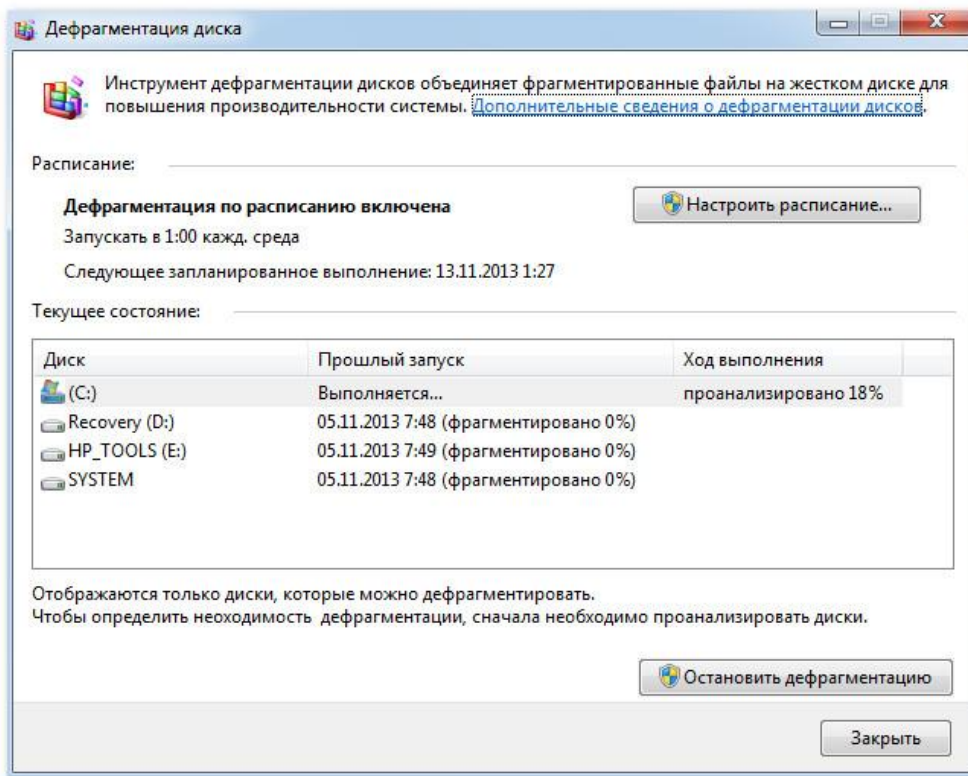 Дефрагментация диска
Инструмент дефрагментации дисков объединяет фрагментированные файлы на жестком диске для
повышения производительности системы. Дополнительные сведения о дефрагментации дисков.
Расписание:
Дефрагментация по расписанию включена
Настроить расписание...
Запускать в 1:00 кажд. среда
Следующее запланированное выполнение: 13.11.2013 1:27
Текущее состояние:
Диск Прошлый запуск Ход выполнения
(C:) Выполняется... проанализировано 18%
Recovery (D:) 05.11.2013 7:48 (фрагментировано 0%)
HP_TOOLS (E:) 05.11.2013 7:49 (фрагментировано 0%)
SYSTEM 05.11.2013 7:48 (фрагментировано 0%)
Отображаются только диски, которые можно дефрагментировать.
Чтобы определить неоходимость дефрагментации, сначала необходимо проанализировать диски.
Остановить дефрагментацию
Закрыть